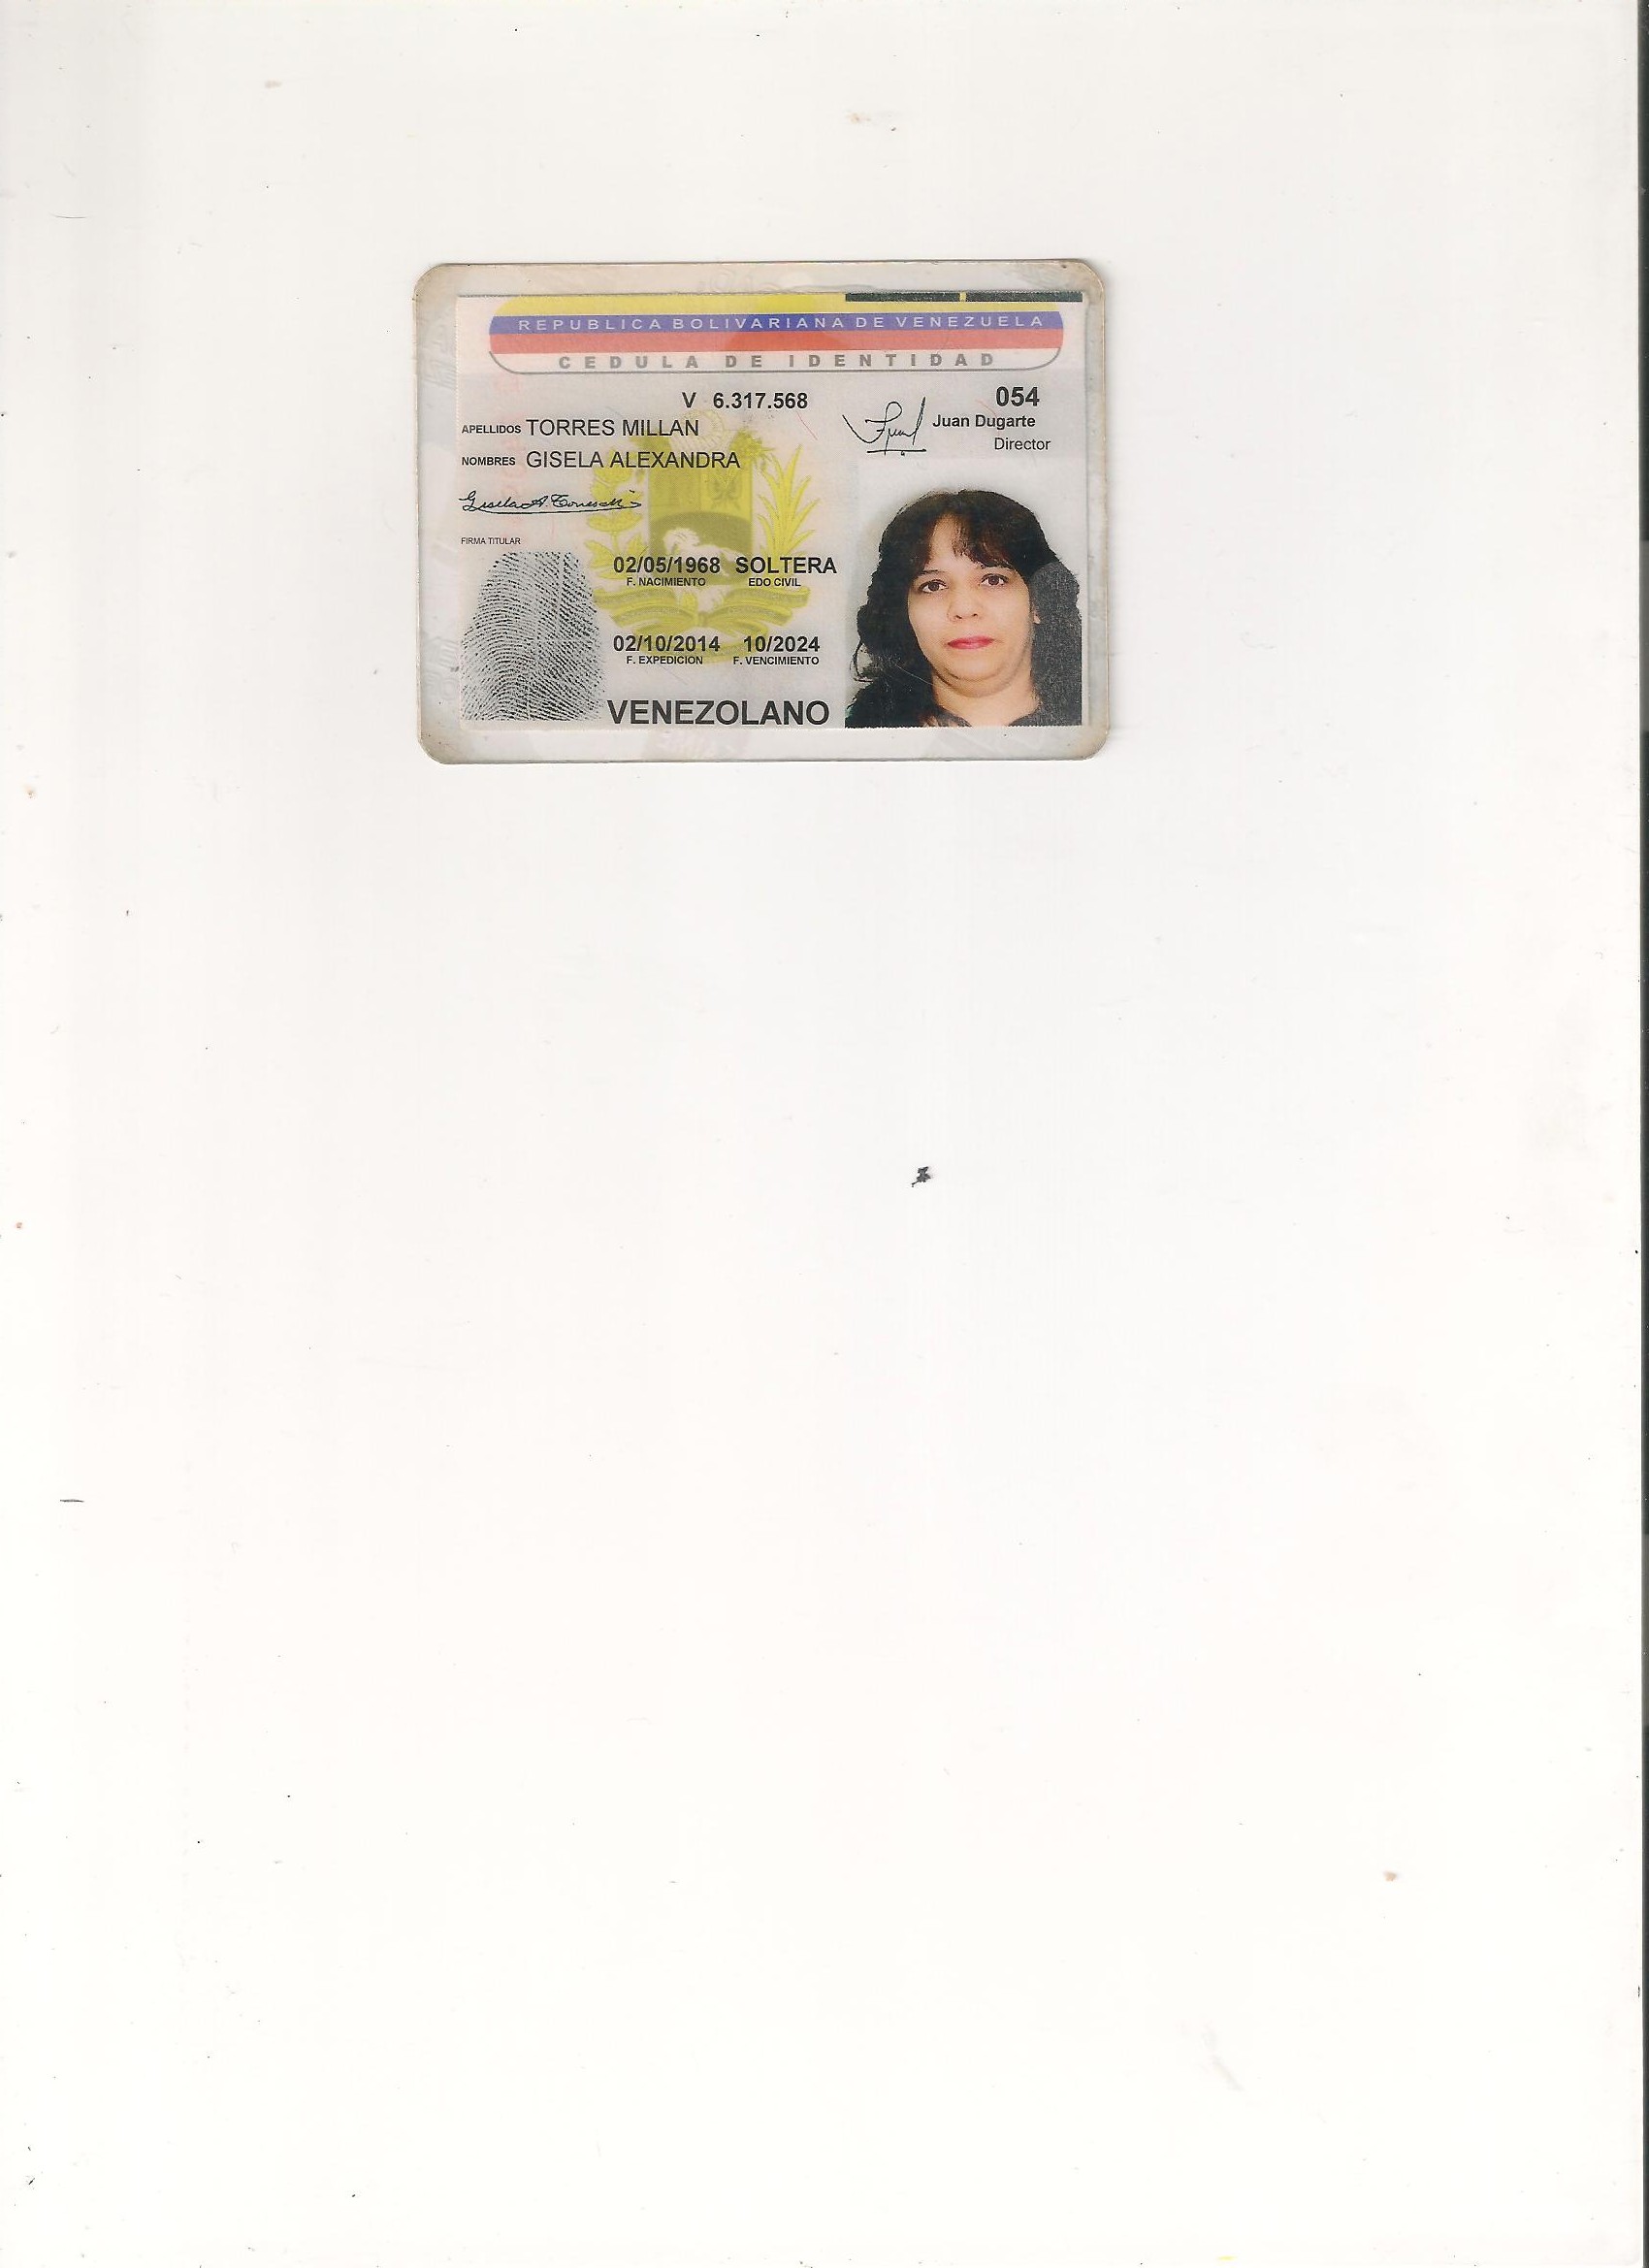 REPUBLICA BOLIVARIANA DE VENEZUELA
CEDULA DE IDENTIDAD
V 6.317.568
054
Juan Dugarte
Director
APELLIDOS TORRES MILLAN
NOMBRES GISELA ALEXANDRA
Gisela A. Torres M.
FIRMA TITULAR
02/05/1968 SOLTERA
F. NACIMIENTO EDO CIVIL
02/10/2014 10/2024
F. EXPEDICION F. VENCIMIENTO
VENEZOLANO